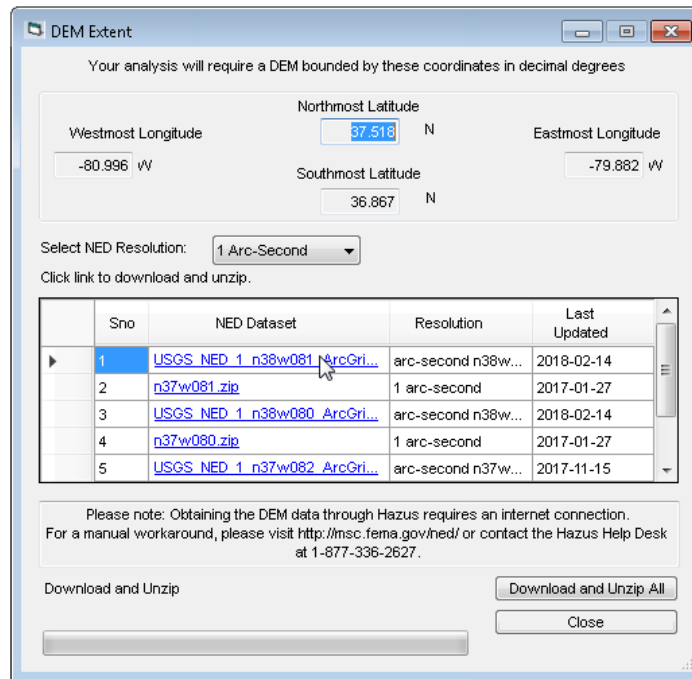 DEM Extent
Your analysis will require a DEM bounded by these coordinates in decimal degrees
Northmost Latitude
37.518 N
Westmost Longitude
-80.996 W
Eastmost Longitude
-79.882 W
Southmost Latitude
36.867 N
Select NED Resolution: 1 Arc-Second
Click link to download and unzip.
Sno NED Dataset Resolution Last Updated
1 USGS_NED_1_n38w081_ArcGri... arc-second n38w... 2018-02-14
2 n37w081.zip 1 arc-second 2017-01-27
3 USGS_NED_1_n38w080_ArcGri... arc-second n38w... 2018-02-14
4 n37w080.zip 1 arc-second 2017-01-27
5 USGS_NED_1_n37w082_ArcGri... arc-second n37w... 2017-11-15
Please note: Obtaining the DEM data through Hazus requires an internet connection.
For a manual workaround, please visit http://msc.fema.gov/ned/ or contact the Hazus Help Desk
at 1-877-336-2627.
Download and Unzip
Download and Unzip All
Close